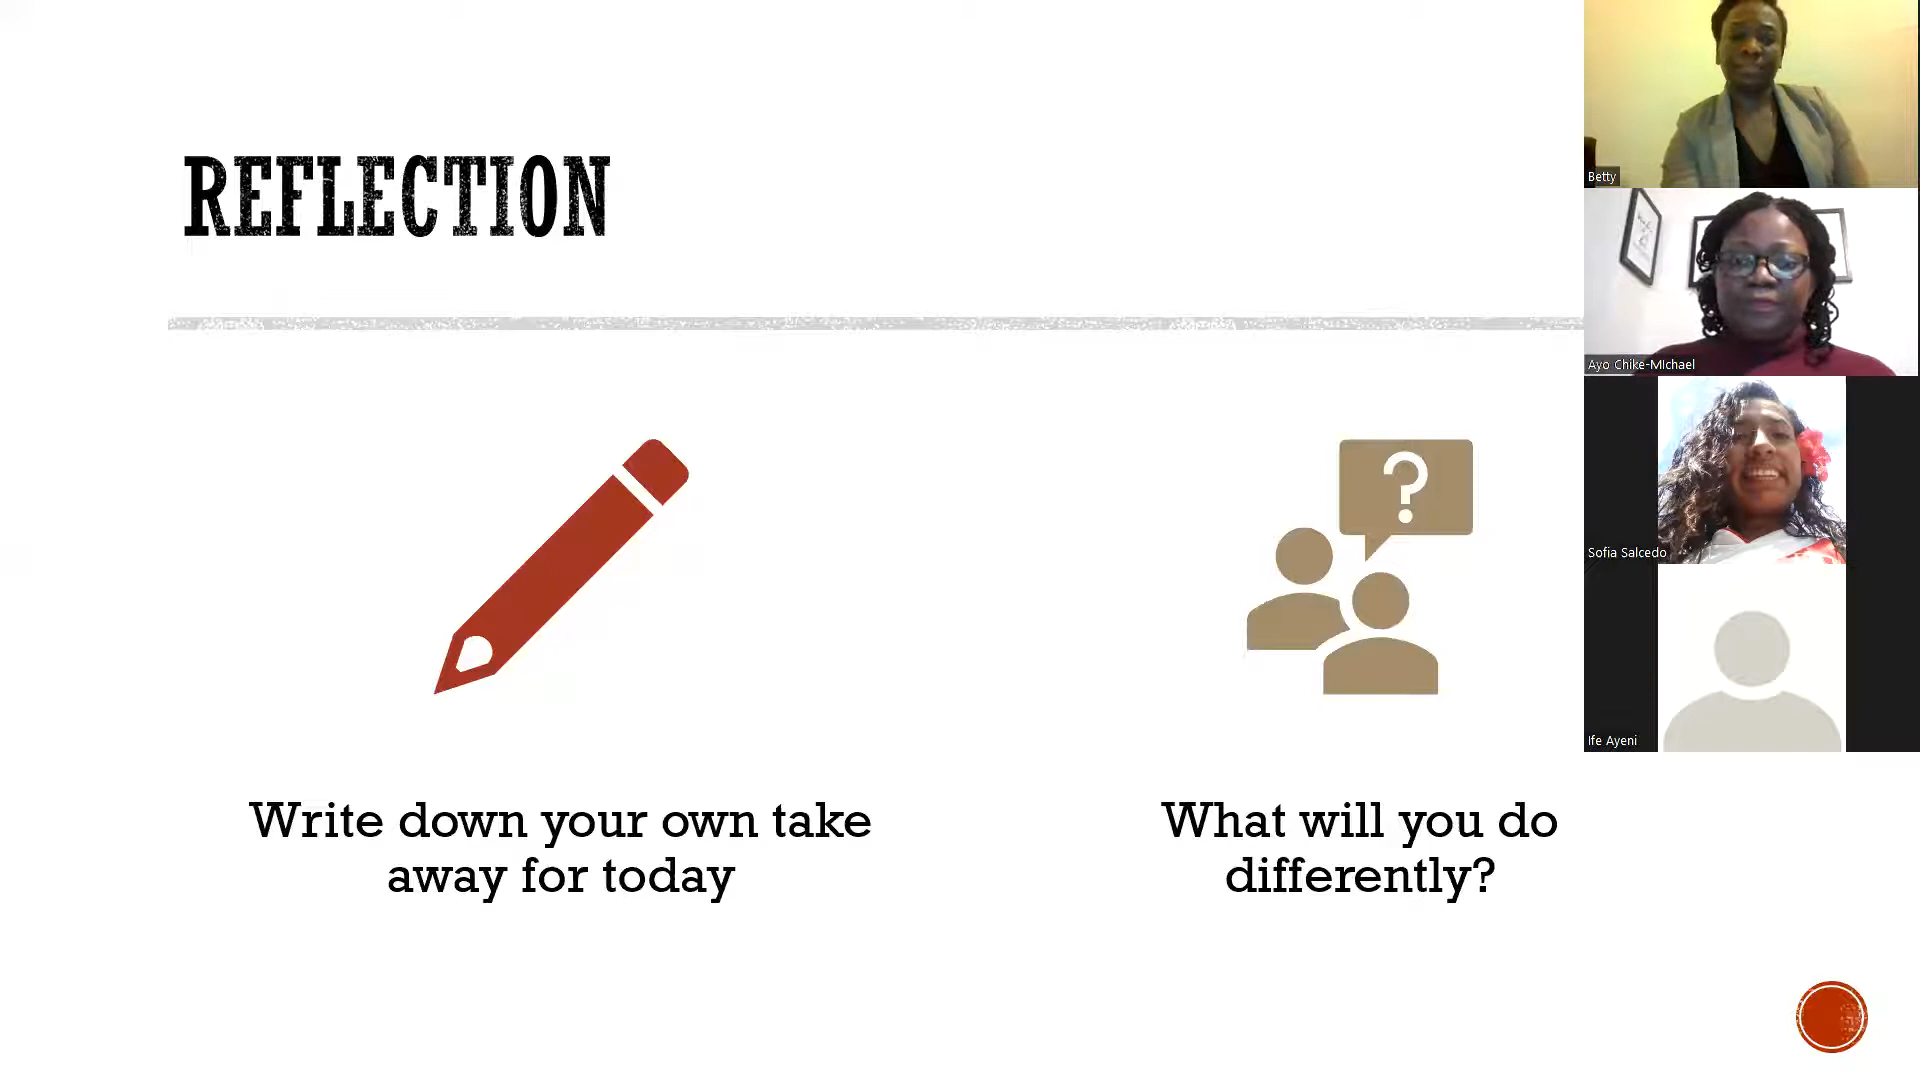 REFLECTION
Write down your own take
away for today
?
What will you do
differently?
Betty
Ayo Chike-MIchael
Sofia Salcedo
Ife Ayeni